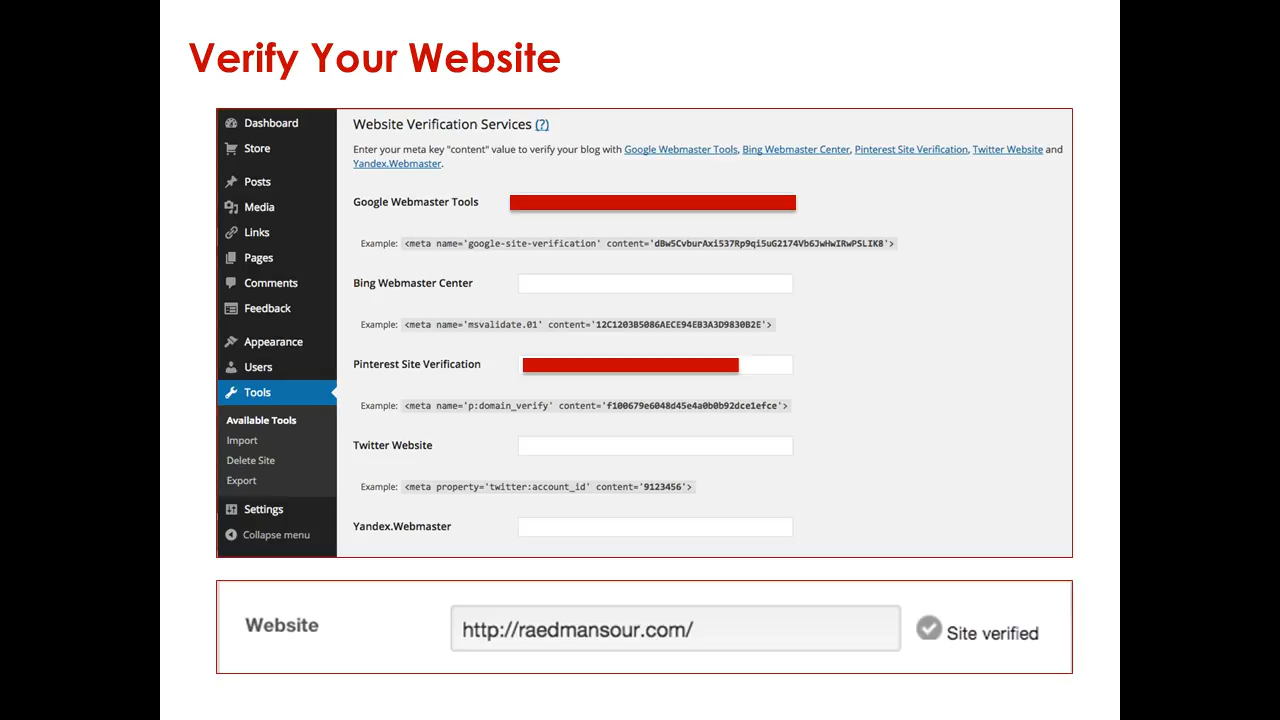 Verify Your Website
Dashboard
Store
Posts
Media
Links
Pages
Comments
Feedback
Appearance
Users
Tools
Available Tools
Import
Delete Site
Export
Settings
Collapse menu
Website Verification Services (?)
Enter your meta key "content" value to verify your blog with Google Webmaster Tools, Bing Webmaster Center, Pinterest Site Verification, Twitter Website and
Yandex.Webmaster.
Google Webmaster Tools
Example: <meta name='google-site-verification' content='dBw5CvburAxi537Rp9qi5uG2174Vb6JwHwIRwPSLIK8'>
Bing Webmaster Center
Example: <meta name='msvalidate.01' content='12C1203B5086AECE94EB3A3D9830B2E'>
Pinterest Site Verification
Example: <meta name='p:domain_verify' content='f100679e6048d45e4a0b0b92dce1efce'>
Twitter Website
Example: <meta property='twitter:account_id' content='9123456'>
Yandex.Webmaster
Website
http://raedmansour.com/
Site verified